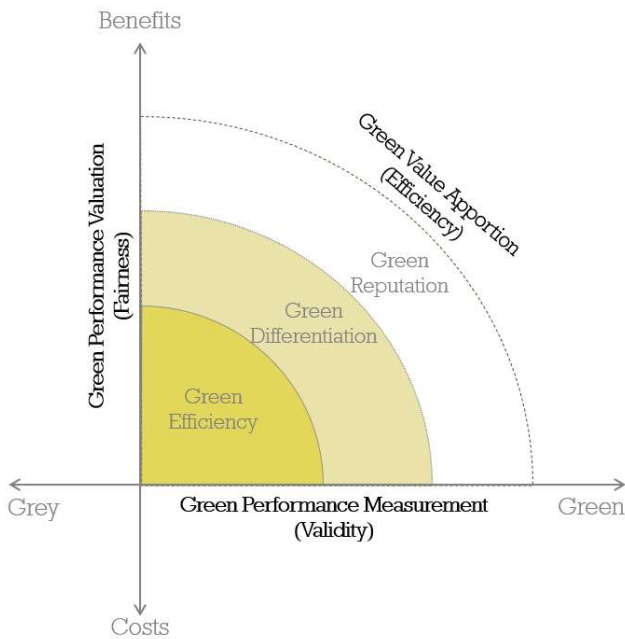 Benefits
Green Performance Valuation
(Fairness)
Green Value Apportion
(Efficiency)
Green
Reputation
Green
Differentiation
Green
Efficiency
Grey
Green Performance Measurement
(Validity)
Green
Costs